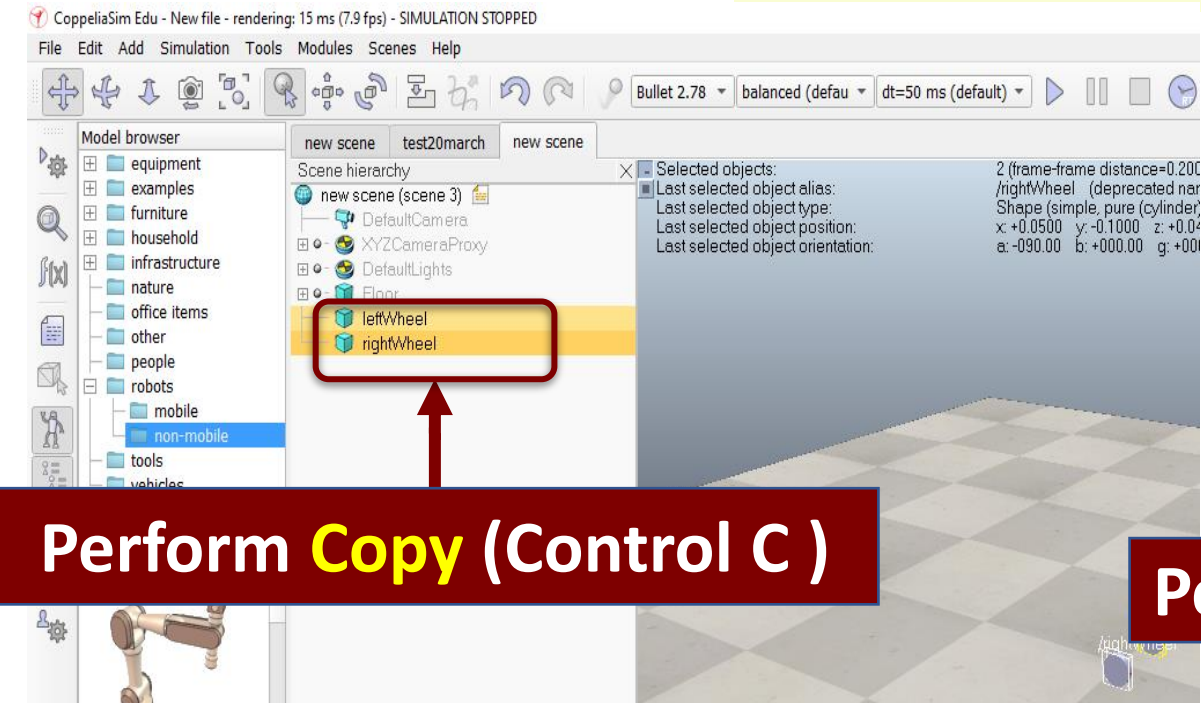 CoppeliaSim Edu - New file - rendering: 15 ms (7.9 fps) - SIMULATION STOPPED
File Edit Add Simulation Tools Modules Scenes Help
Bullet 2.78 balanced (defau dt=50 ms (default)
Model browser
equipment
examples
furniture
household
infrastructure
nature
office items
other
people
robots
mobile
non-mobile
tools
vehicles
f(x)
new scene test20march new scene
Scene hierarchy
new scene (scene 3)
DefaultCamera
XYZCameraProxy
DefaultLights
Floor
leftWheel
rightWheel
Selected objects: 2 (frame-frame distance=0.200
Last selected object alias: /rightWheel (deprecated nam
Last selected object type: Shape (simple, pure (cylinder)
Last selected object position: x: +0.0500 y: -0.1000 z: +0.04
Last selected object orientation: a: -090.00 b: +000.00 g: +000
Perform Copy (Control C )
/rightWheel